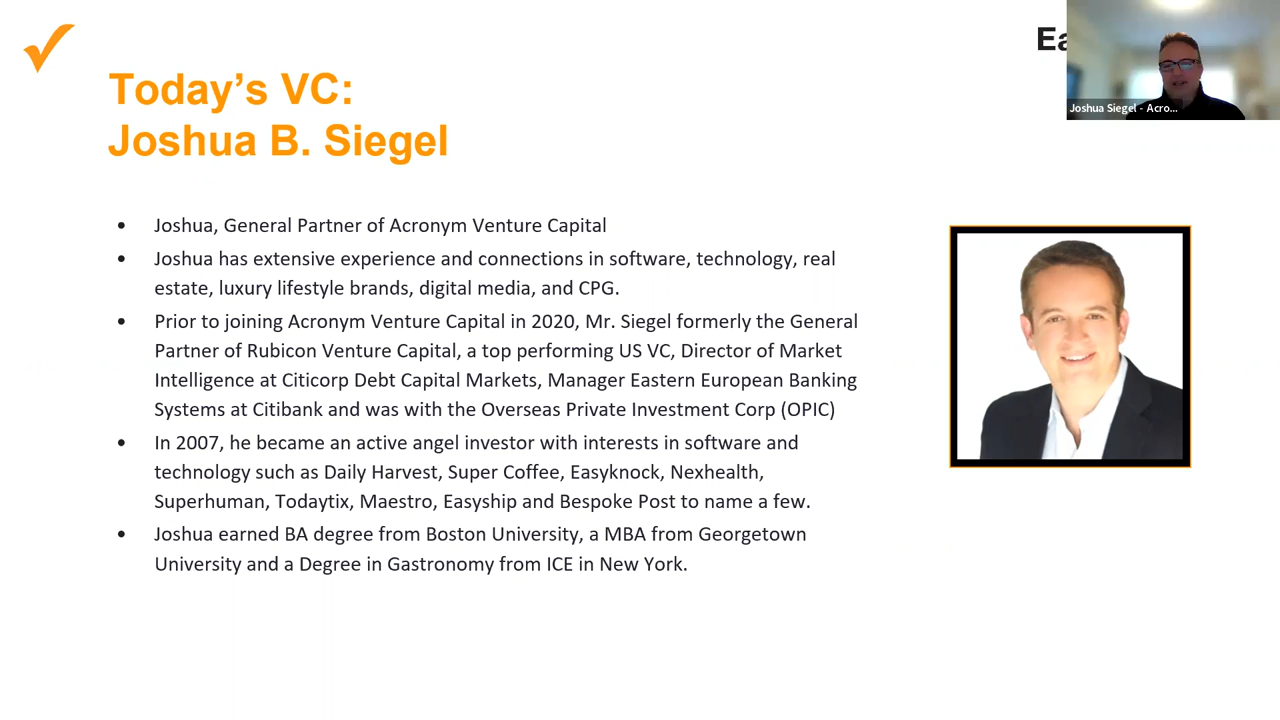 Ea
Joshua Siegel - Acro...
Today's VC:
Joshua B. Siegel
• Joshua, General Partner of Acronym Venture Capital
• Joshua has extensive experience and connections in software, technology, real
estate, luxury lifestyle brands, digital media, and CPG.
• Prior to joining Acronym Venture Capital in 2020, Mr. Siegel formerly the General
Partner of Rubicon Venture Capital, a top performing US VC, Director of Market
Intelligence at Citicorp Debt Capital Markets, Manager Eastern European Banking
Systems at Citibank and was with the Overseas Private Investment Corp (OPIC)
• In 2007, he became an active angel investor with interests in software and
technology such as Daily Harvest, Super Coffee, Easyknock, Nexhealth,
Superhuman, Todaytix, Maestro, Easyship and Bespoke Post to name a few.
• Joshua earned BA degree from Boston University, a MBA from Georgetown
University and a Degree in Gastronomy from ICE in New York.